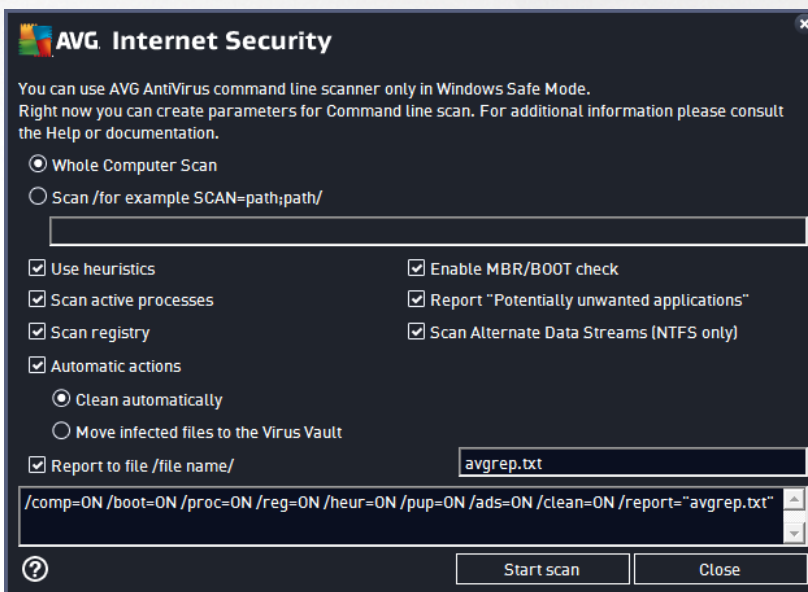 AVG. Internet Security
You can use AVG AntiVirus command line scanner only in Windows Safe Mode.
Right now you can create parameters for Command line scan. For additional information please consult
the Help or documentation.
Whole Computer Scan
Scan /for example SCAN=path;path/
Use heuristics
Enable MBR/BOOT check
Scan active processes
Report "Potentially unwanted applications"
Scan registry
Scan Alternate Data Streams (NTFS only)
Automatic actions
Clean automatically
Move infected files to the Virus Vault
Report to file /file name/
avgrep.txt
/comp=ON /boot=ON /proc=ON /reg=ON /heur=ON /pup=ON /ads=ON /clean=ON /report="avgrep.txt"
?
Start scan
Close